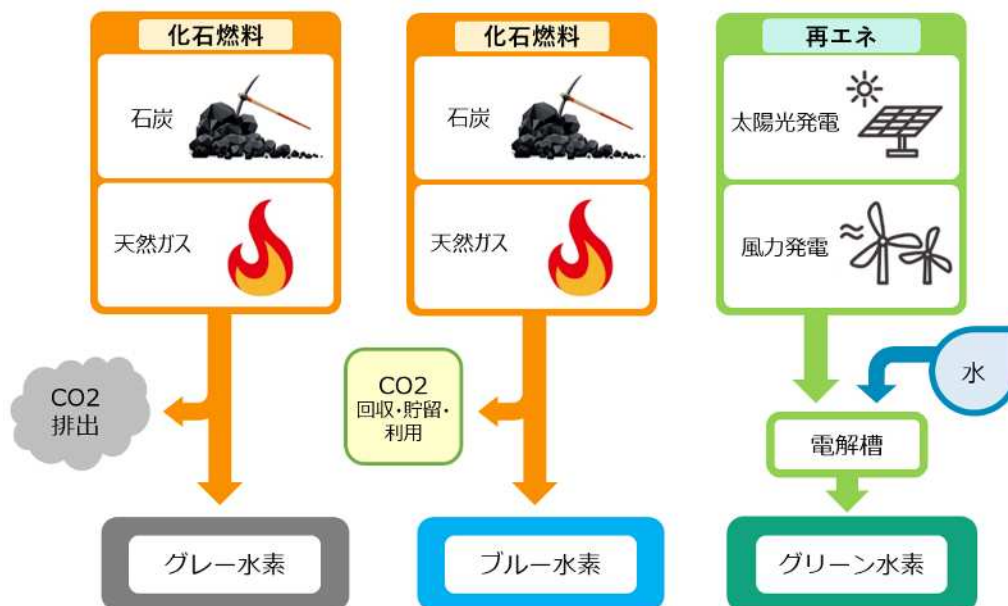 化石燃料
石炭
天然ガス
CO2
排出
グレー水素
化石燃料
石炭
天然ガス
CO2
回収・貯留・
利用
ブルー水素
再エネ
太陽光発電
風力発電
水
電解槽
グリーン水素